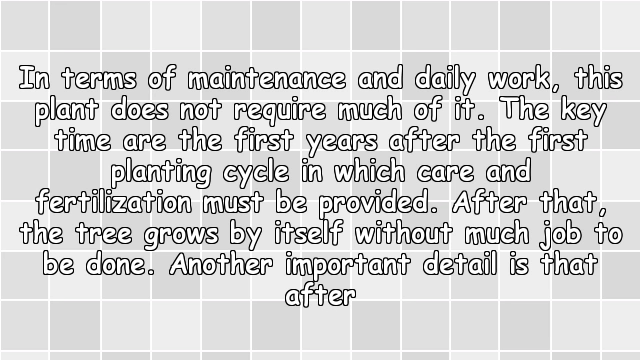 In terms of maintenance and daily work, this
plant does not require much of it. The key
time are the first years after the first
planting cycle in which care and
fertilization must be provided. After that,
the tree grows by itself without much job to
be done. Another important detail is that
after